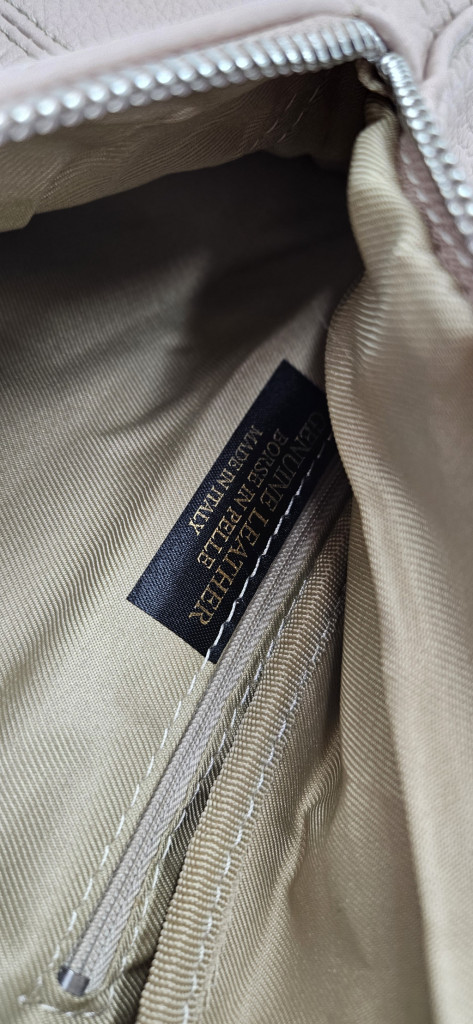 GENUINE LEATHER
BORSE IN PELLE
MADE IN ITALY